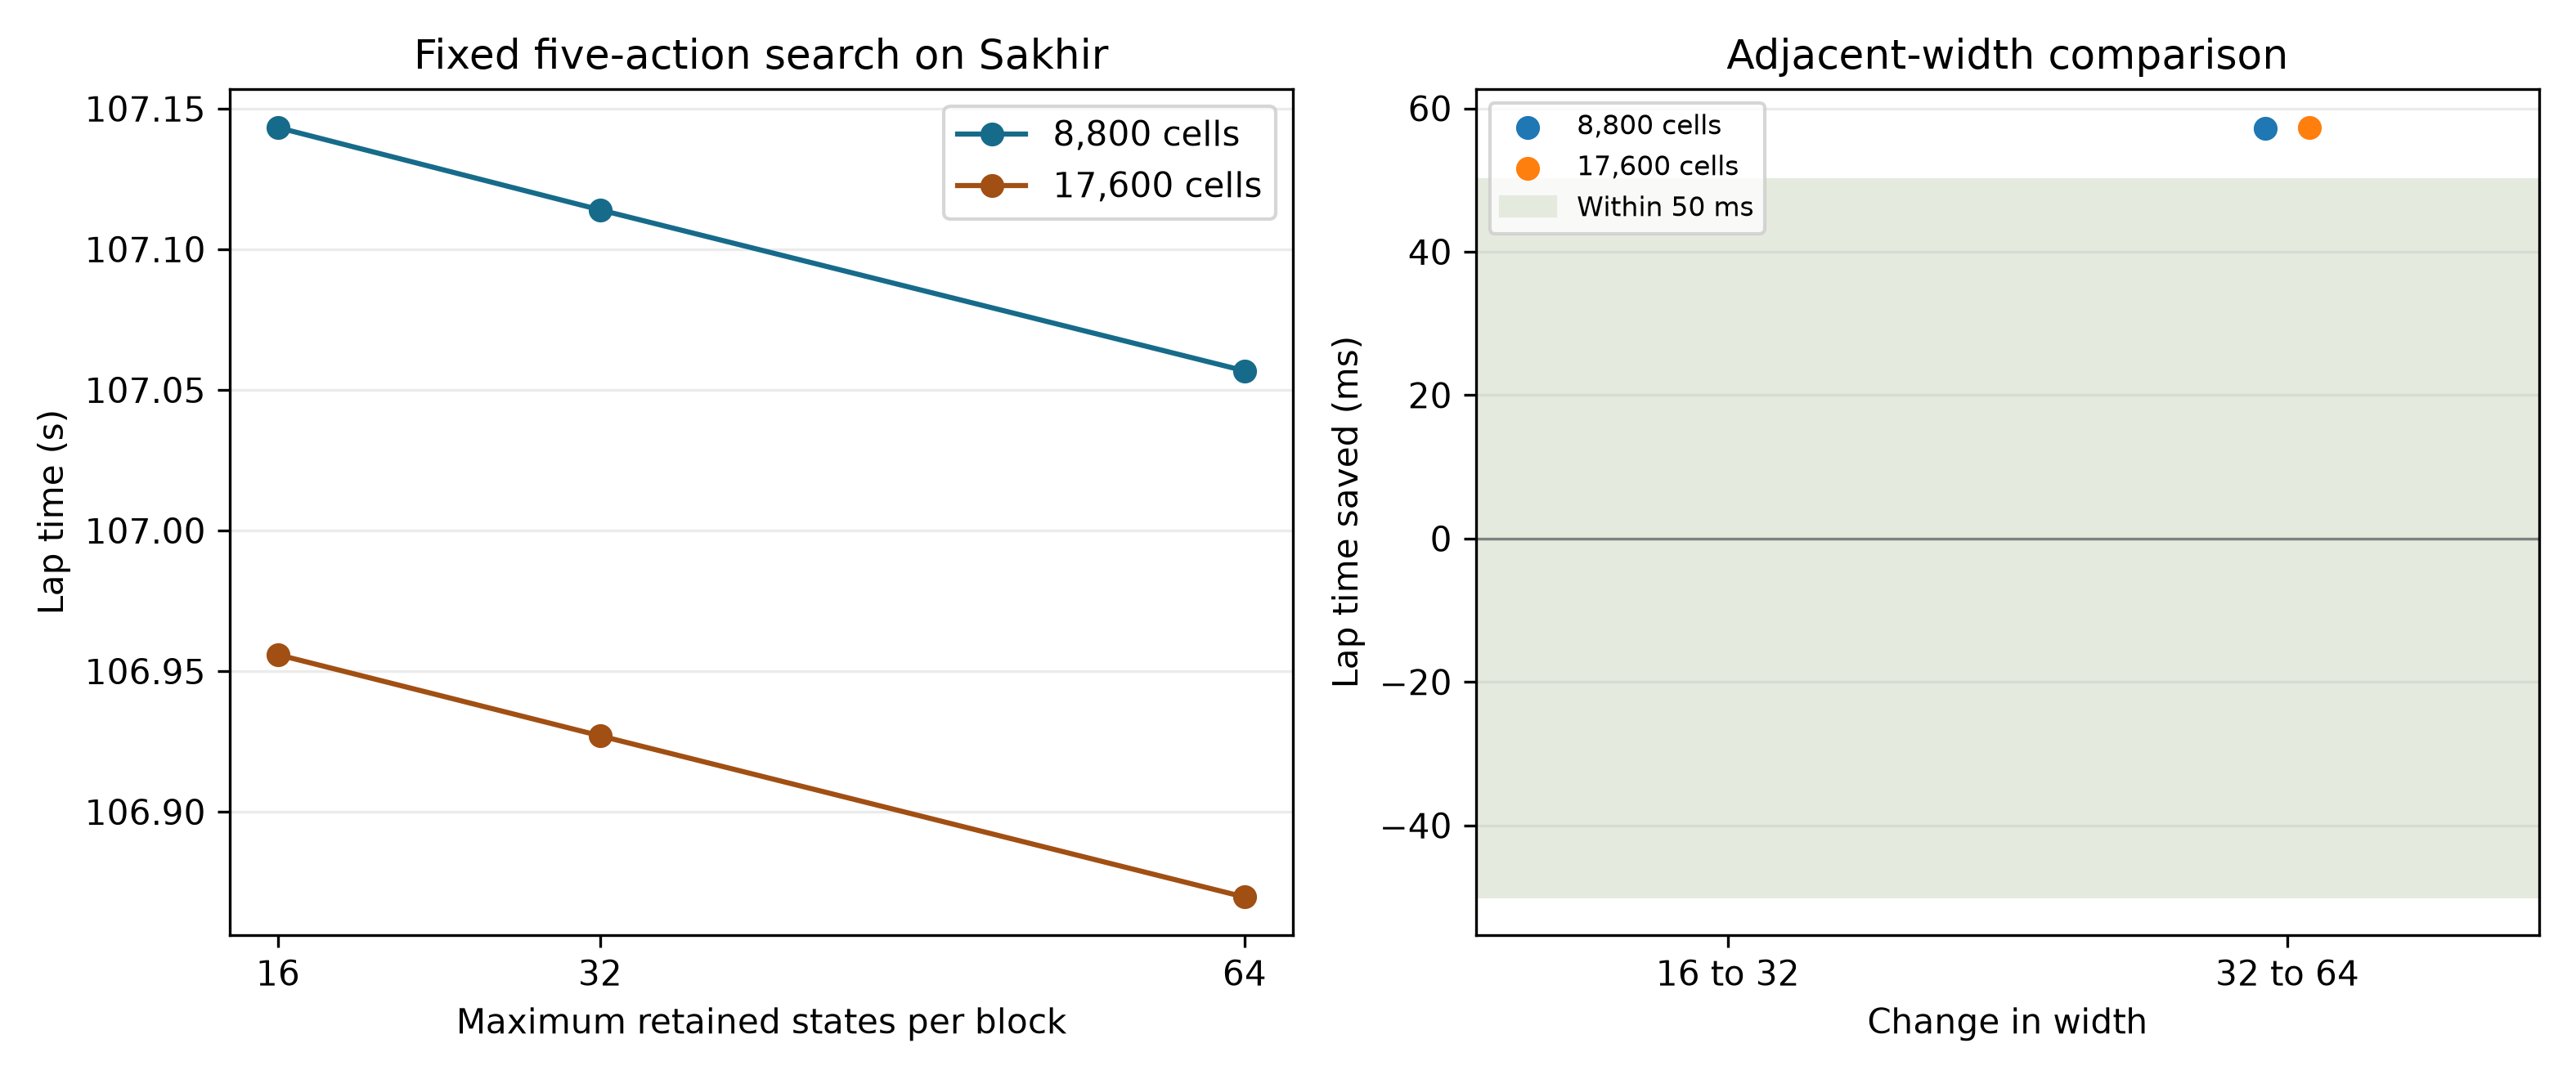 Fixed five-action search on Sakhir
107.15
107.10
107.05
107.00
106.95
106.90
Lap time (s)
8,800 cells
17,600 cells
16
32
64
Maximum retained states per block
Adjacent-width comparison
60
40
20
0
−20
−40
Lap time saved (ms)
8,800 cells
17,600 cells
Within 50 ms
16 to 32
32 to 64
Change in width